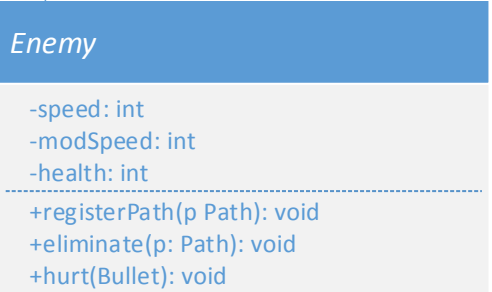 Enemy
-speed: int
-modSpeed: int
-health: int
+registerPath(p Path): void
+eliminate(p: Path): void
+hurt(Bullet): void